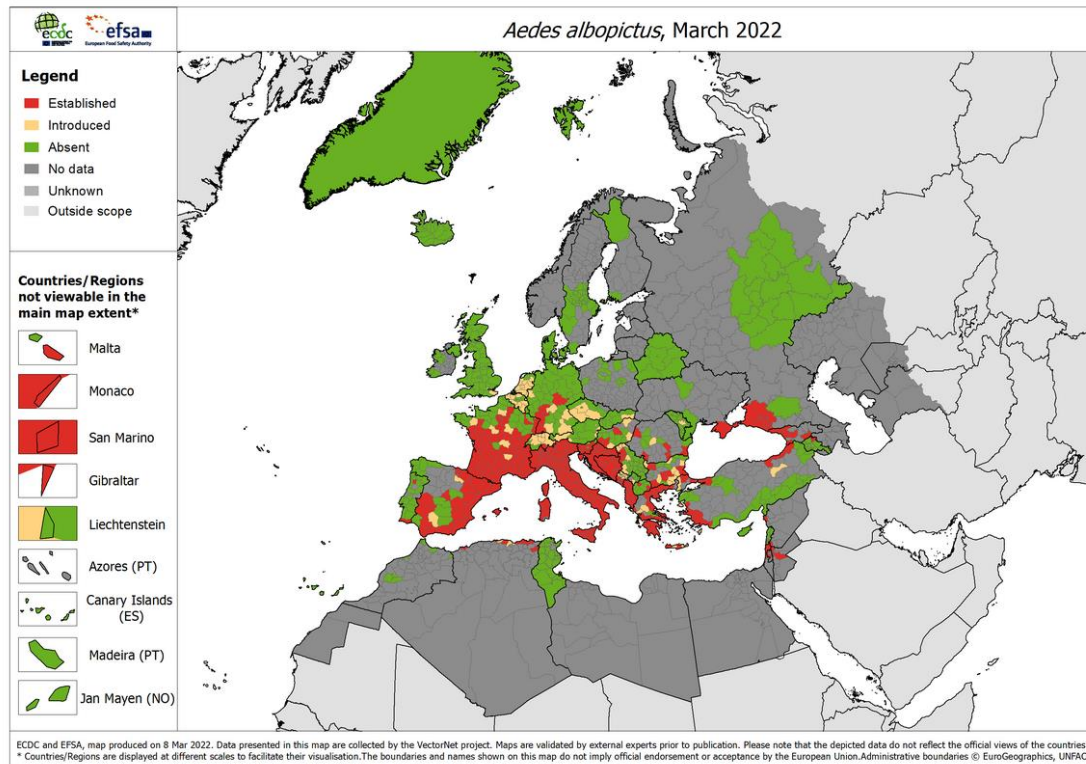 ecdc
efsa
European Food Safety Authority
Aedes albopictus, March 2022
Legend
Established
Introduced
Absent
No data
Unknown
Outside scope
Countries/Regions
not viewable in the
main map extent*
Malta
Monaco
San Marino
Gibraltar
Liechtenstein
Azores (PT)
Canary Islands
(ES)
Madeira (PT)
Jan Mayen (NO)
ECDC and EFSA, map produced on 8 Mar 2022. Data presented in this map are collected by the VectorNet project. Maps are validated by external experts prior to publication. Please note that the depicted data do not reflect the official views of the countries
* Countries/Regions are displayed at different scales to facilitate their visualisation.The boundaries and names shown on this map do not imply official endorsement or acceptance by the European Union.Administrative boundaries © EuroGeographics, UNFAO